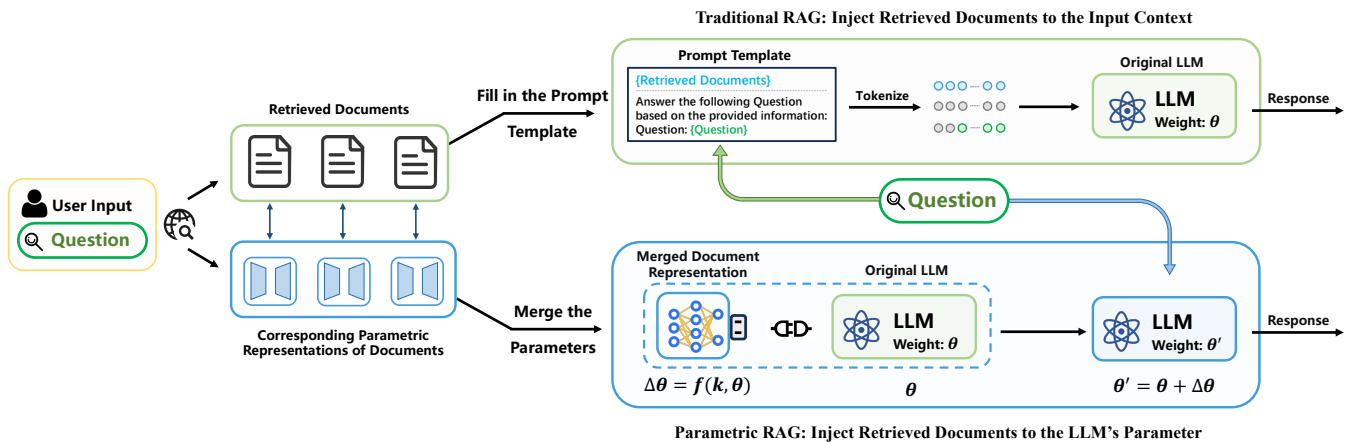 Traditional RAG: Inject Retrieved Documents to the Input Context
User Input
Question
Retrieved Documents
Corresponding Parametric
Representations of Documents
Fill in the Prompt
Template
Prompt Template
{Retrieved Documents}
Answer the following Question
based on the provided information:
Question: {Question}
Tokenize
Original LLM
LLM
Weight: θ
Response
Question
Merge the
Parameters
Merged Document
Representation
Δθ = f(k, θ)
Original LLM
LLM
Weight: θ
θ
LLM
Weight: θ′
θ′ = θ + Δθ
Response
Parametric RAG: Inject Retrieved Documents to the LLM's Parameter